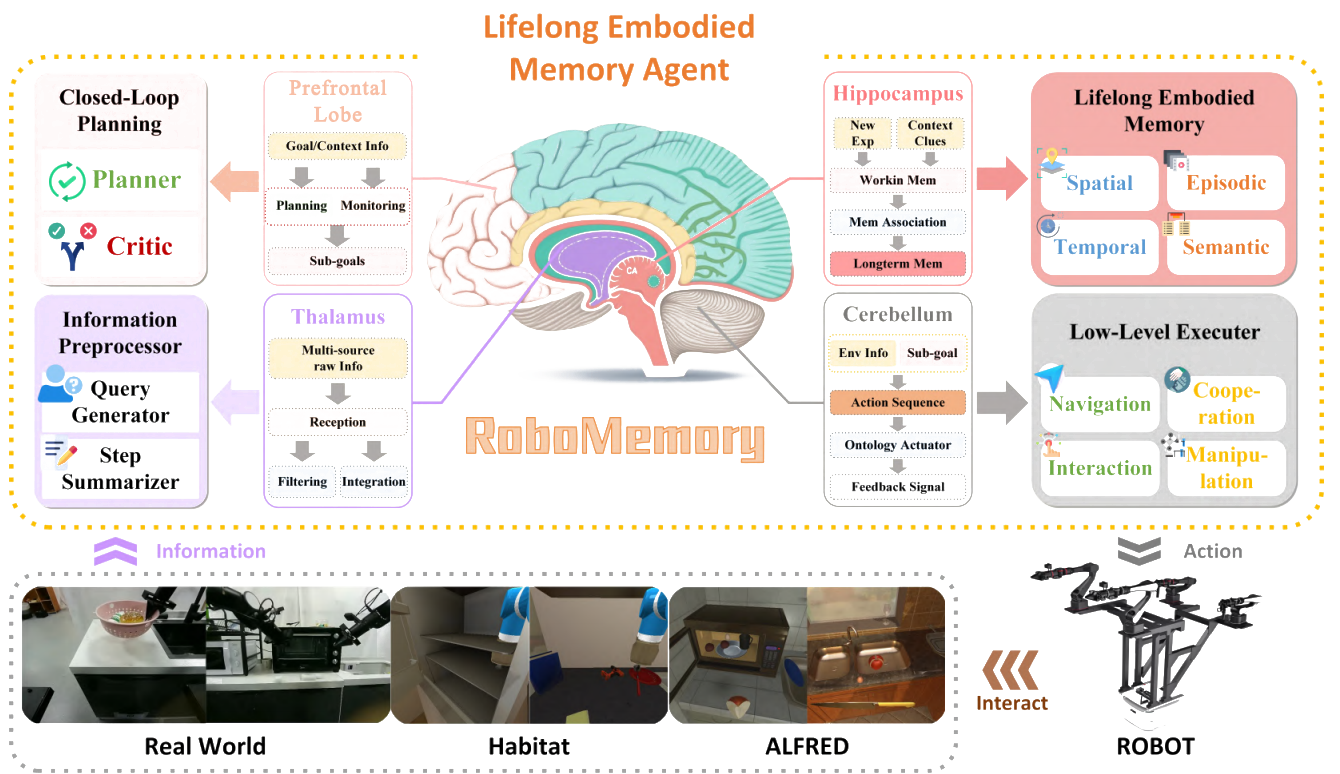 Lifelong Embodied
Memory Agent
Closed-Loop
Planning
Planner
Critic
Prefrontal
Lobe
Goal/Context Info
Planning
Monitoring
Sub-goals
Hippocampus
New
Exp
Context
Clues
Workin Mem
Mem Association
Longterm Mem
Lifelong Embodied
Memory
Spatial
Episodic
Temporal
Semantic
CA
Information
Preprocessor
Query
Generator
Step
Summarizer
Thalamus
Multi-source
raw Info
Reception
Filtering
Integration
RoboMemory
Cerebellum
Env Info
Sub-goal
Action Sequence
Ontology Actuator
Feedback Signal
Low-Level Executer
Navigation
Coope-
ration
Interaction
Manipu-
lation
Information
Action
Real World
Habitat
ALFRED
Interact
ROBOT